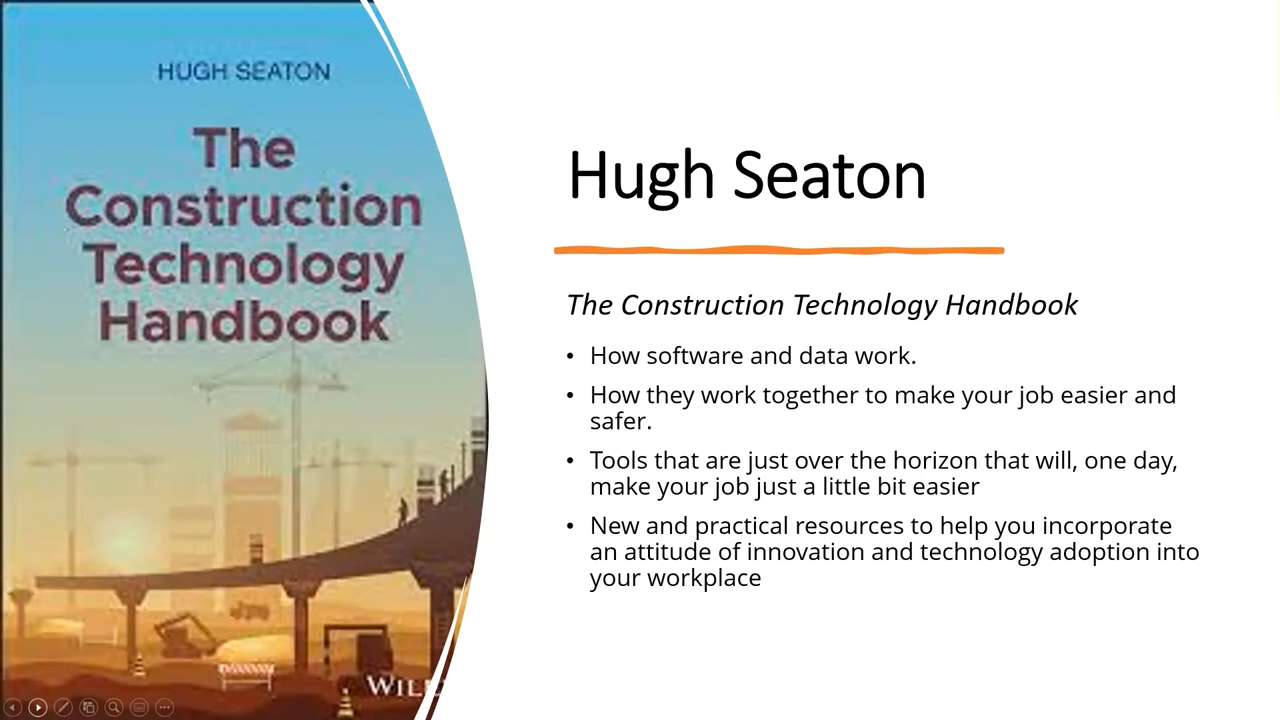 HUGH SEATON
The
Construction
Technology
Handbook
Hugh Seaton
The Construction Technology Handbook
• How software and data work.
• How they work together to make your job easier and
safer.
• Tools that are just over the horizon that will, one day,
make your job just a little bit easier
• New and practical resources to help you incorporate
an attitude of innovation and technology adoption into
your workplace